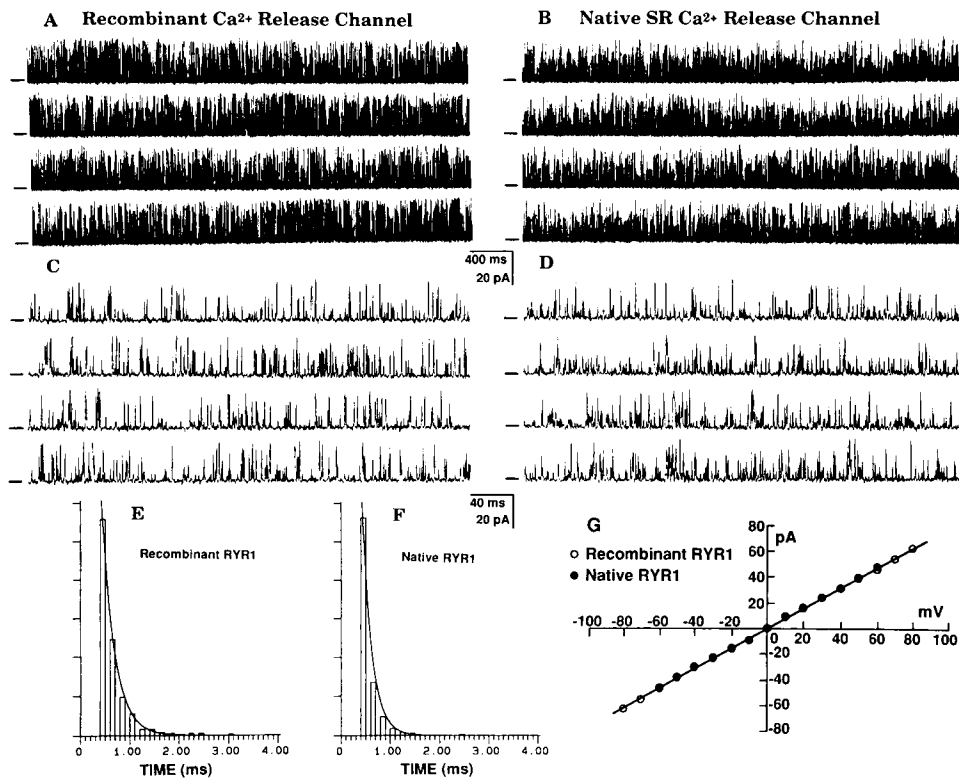 A Recombinant Ca2+ Release Channel
B Native SR Ca2+ Release Channel
400 ms
20 pA
C
D
40 ms
20 pA
E
Recombinant RYR1
0 1.00 2.00 3.00 4.00
TIME (ms)
F
Native RYR1
0 1.00 2.00 3.00 4.00
TIME (ms)
G
○ Recombinant RYR1
● Native RYR1
pA
80
60
40
20
mV
-100 -80 -60 -40 -20
0 20 40 60 80 100
-20
-40
-60
-80